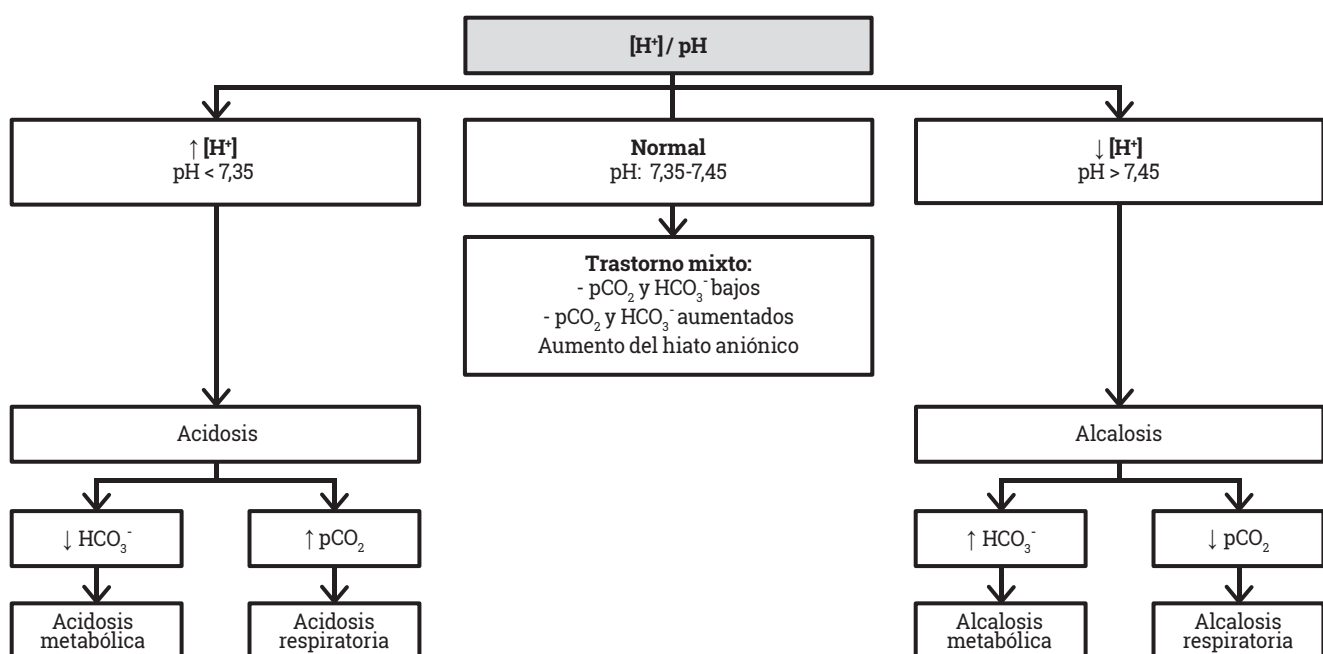 [H⁺] / pH
↑ [H⁺]
pH < 7,35
Normal
pH: 7,35-7,45
↓ [H⁺]
pH > 7,45
Trastorno mixto:
- pCO₂ y HCO₃⁻ bajos
- pCO₂ y HCO₃⁻ aumentados
Aumento del hiato aniónico
Acidosis
Alcalosis
↓ HCO₃⁻
↑ pCO₂
↑ HCO₃⁻
↓ pCO₂
Acidosis
metabólica
Acidosis
respiratoria
Alcalosis
metabólica
Alcalosis
respiratoria